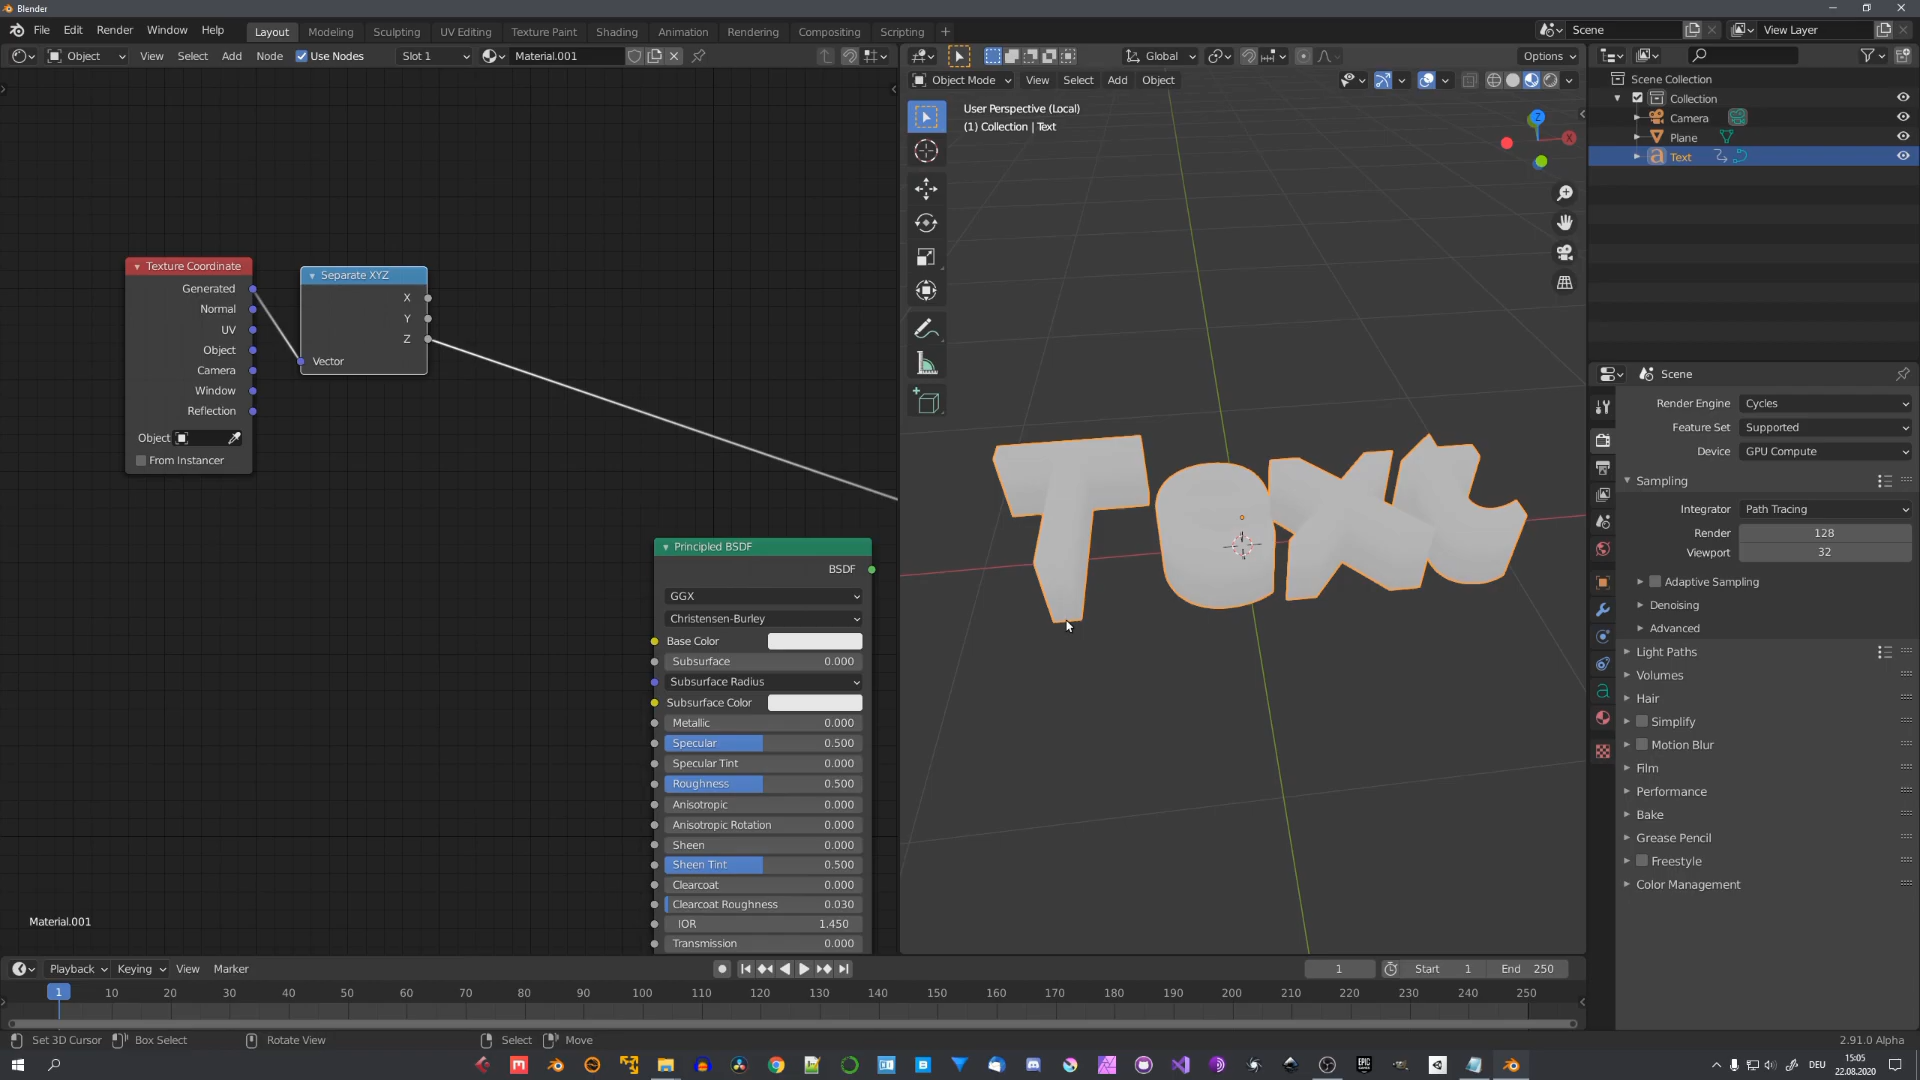 Blender
File Edit Render Window Help Layout Modeling Sculpting UV Editing Texture Paint Shading Animation Rendering Compositing Scripting + Scene View Layer
Object View Select Add Node Use Nodes Slot 1 Material.001 Global Options
Object Mode View Select Add Object
User Perspective (Local)
(1) Collection | Text
Z
X
Scene Collection
Collection
Camera
Plane
Text
Texture Coordinate
Generated
Normal
UV
Object
Camera
Window
Reflection
Object
From Instancer
Separate XYZ
X
Y
Z
Vector
Principled BSDF
BSDF
GGX
Christensen-Burley
Base Color
Subsurface 0.000
Subsurface Radius
Subsurface Color
Metallic 0.000
Specular 0.500
Specular Tint 0.000
Roughness 0.500
Anisotropic 0.000
Anisotropic Rotation 0.000
Sheen 0.000
Sheen Tint 0.500
Clearcoat 0.000
Clearcoat Roughness 0.030
IOR 1.450
Transmission 0.000
Material.001
Scene
Render Engine Cycles
Feature Set Supported
Device GPU Compute
Sampling
Integrator Path Tracing
Render 128
Viewport 32
Adaptive Sampling
Denoising
Advanced
Light Paths
Volumes
Hair
Simplify
Motion Blur
Film
Performance
Bake
Grease Pencil
Freestyle
Color Management
Playback Keying View Marker 1 Start 1 End 250
1 10 20 30 40 50 60 70 80 90 100 110 120 130 140 150 160 170 180 190 200 210 220 230 240 250
Set 3D Cursor Box Select Rotate View Select Move 2.91.0 Alpha
DEU
15:05
22.08.2020